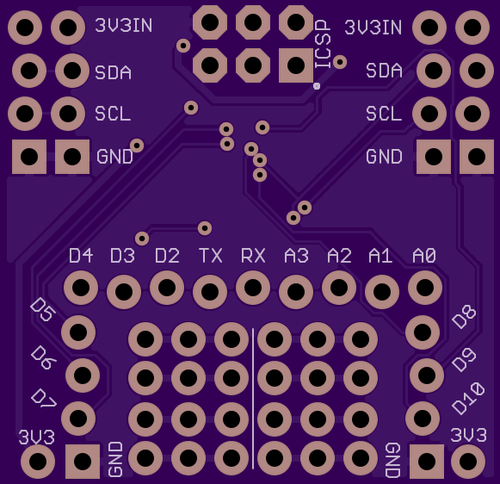 3V3IN ICSP 3V3IN
SDA SDA
SCL SCL
GND GND
D4 D3 D2 TX RX A3 A2 A1 A0
D5 D8
D6 D9
D7 D10
3V3 GND GND 3V3